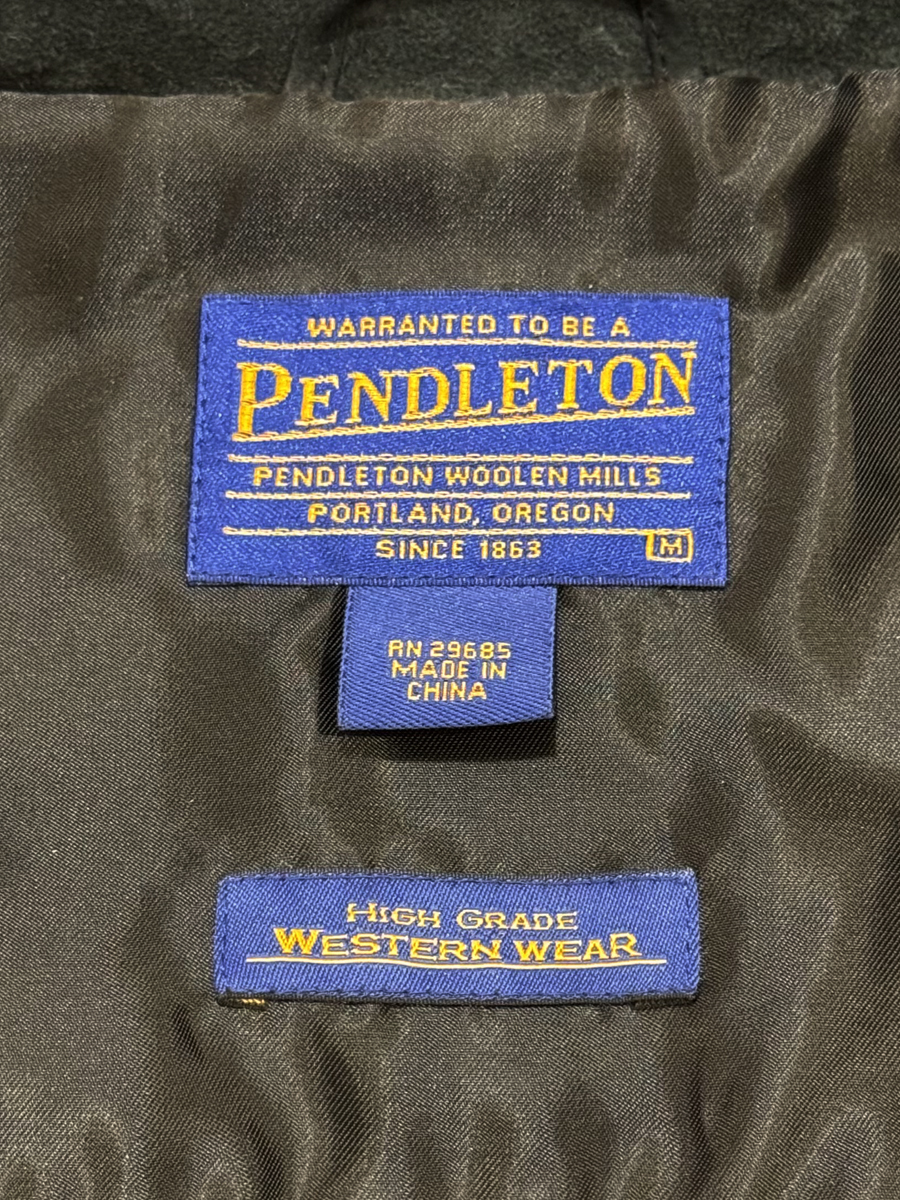 WARRANTED TO BE A
PENDLETON
PENDLETON WOOLEN MILLS
PORTLAND, OREGON
SINCE 1863
M
RN 29685
MADE IN
CHINA
HIGH GRADE
WESTERN WEAR